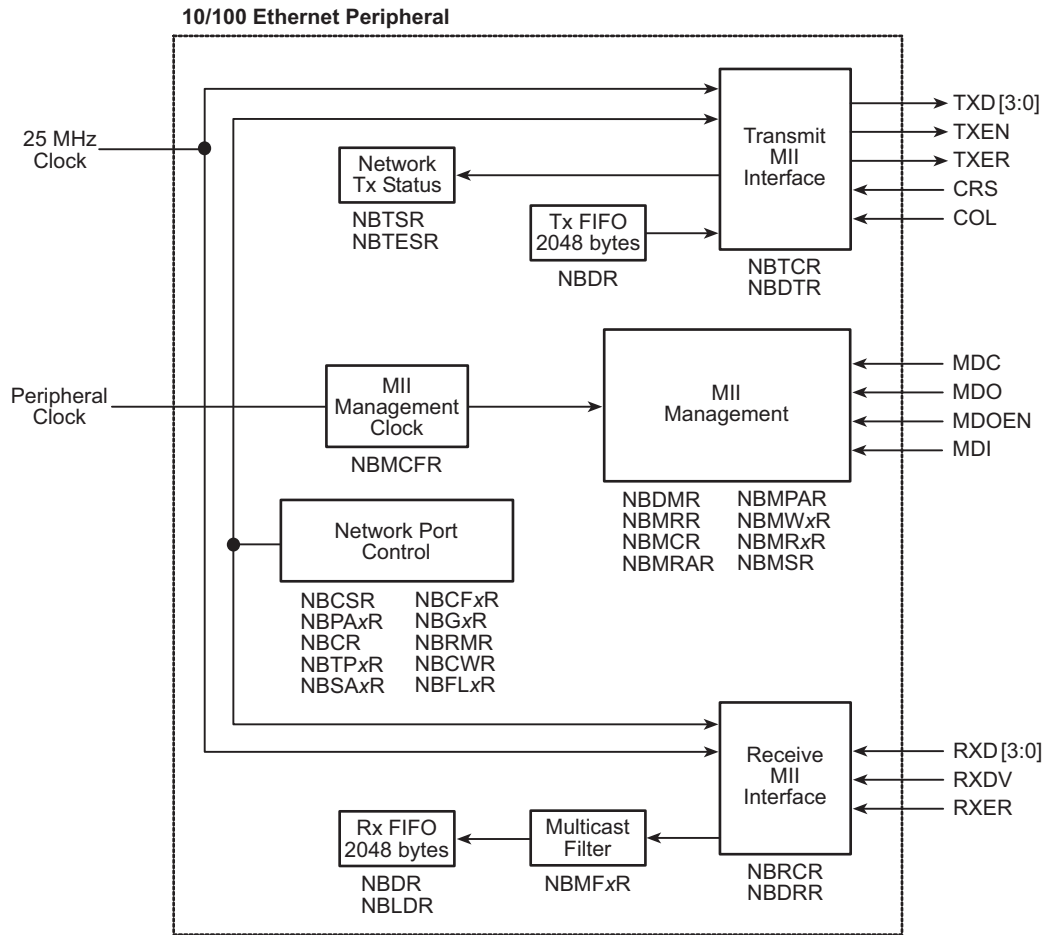 10/100 Ethernet Peripheral
25 MHz
Clock
Network
Tx Status
NBTSR
NBTESR
Tx FIFO
2048 bytes
NBDR
Transmit
MII
Interface
NBTCR
NBDTR
TXD [3:0]
TXEN
TXER
CRS
COL
Peripheral
Clock
MII
Management
Clock
NBMCFR
MII
Management
NBDMR
NBMRR
NBMCR
NBMRAR
NBMPAR
NBMWxR
NBMRxR
NBMSR
MDC
MDO
MDOEN
MDI
Network Port
Control
NBCSR
NBPAxR
NBCR
NBTPxR
NBSAxR
NBCFxR
NBGxR
NBRMR
NBCWR
NBFLxR
Receive
MII
Interface
NBRCR
NBDRR
RXD [3:0]
RXDV
RXER
Rx FIFO
2048 bytes
NBDR
NBLDR
Multicast
Filter
NBMFxR